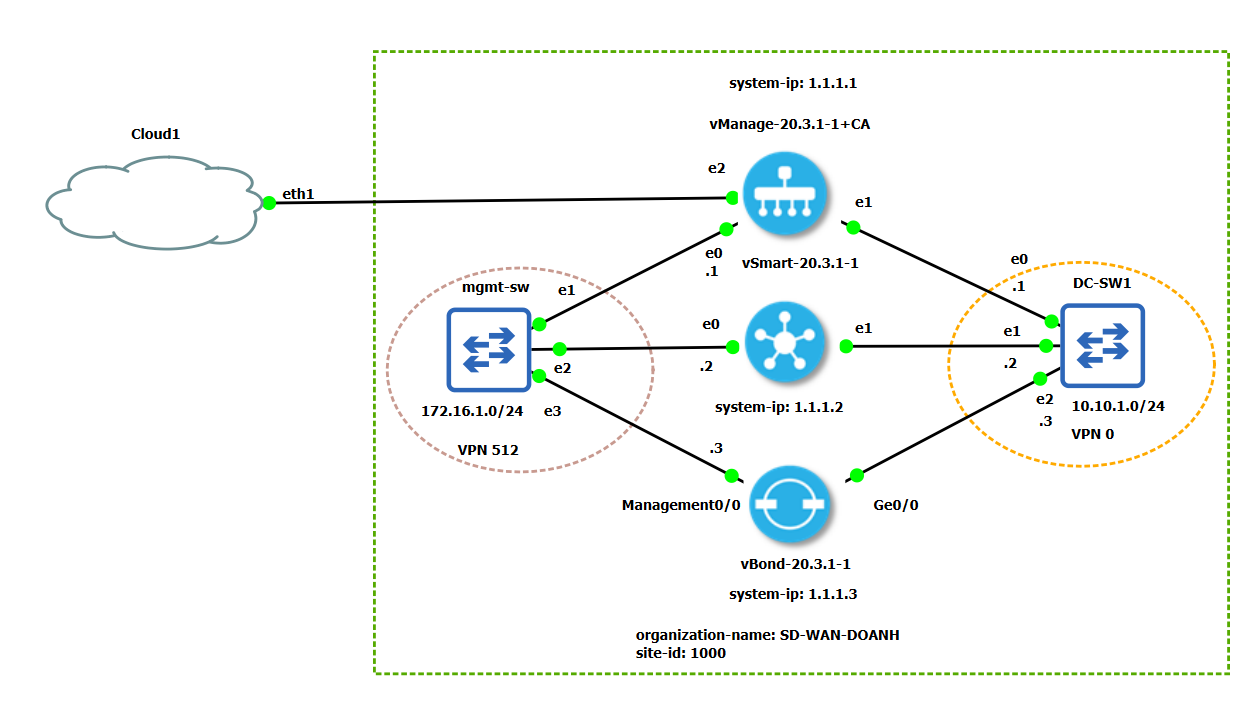 system-ip: 1.1.1.1
vManage-20.3.1-1+CA
Cloud1
eth1
e2
e1
e0
.1
vSmart-20.3.1-1
e0
.1
DC-SW1
mgmt-sw
e1
e0
e1
e1
e2
.2
.2
e2
.3
172.16.1.0/24
e3
system-ip: 1.1.1.2
10.10.1.0/24
VPN 0
VPN 512
.3
Management0/0
Ge0/0
vBond-20.3.1-1
system-ip: 1.1.1.3
organization-name: SD-WAN-DOANH
site-id: 1000